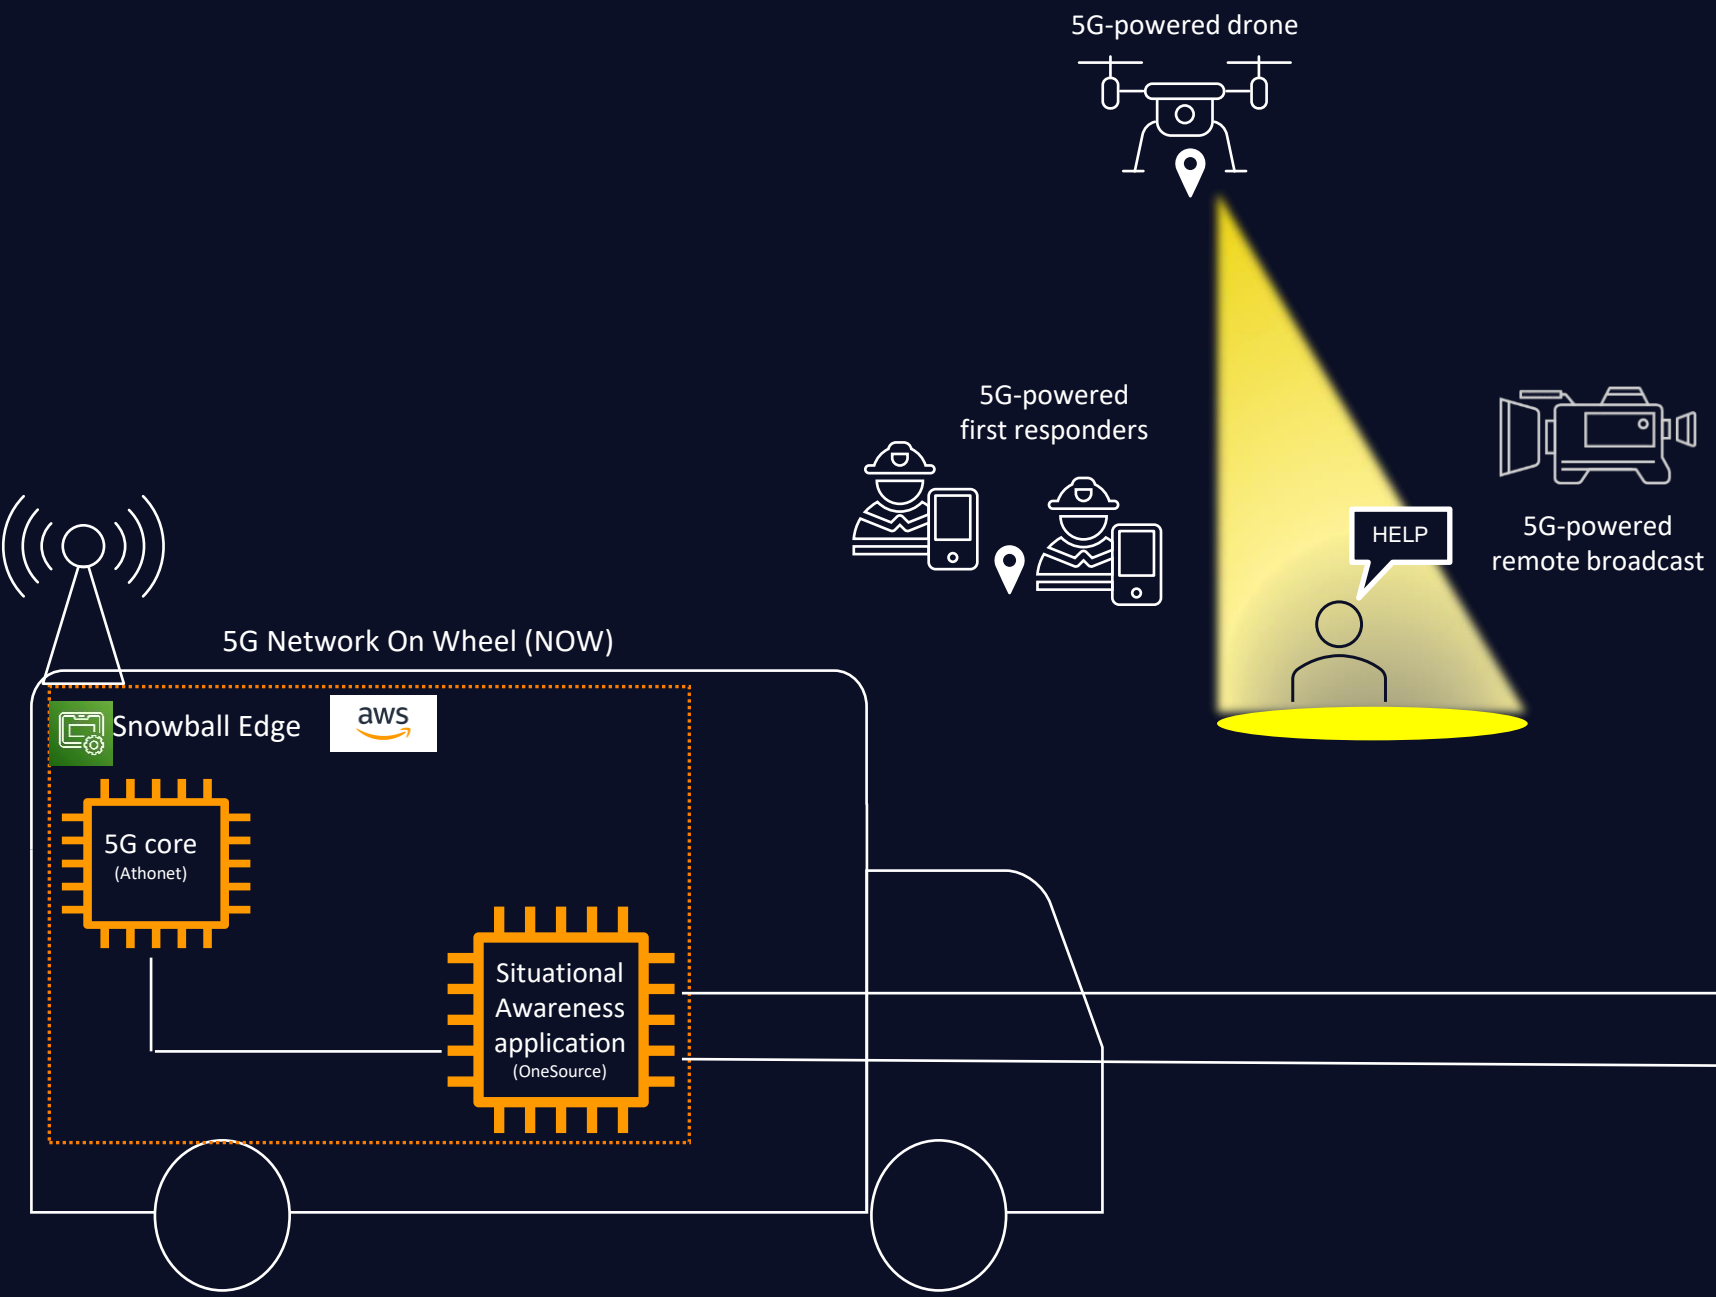 5G-powered drone
5G-powered
first responders
HELP
5G-powered
remote broadcast
5G Network On Wheel (NOW)
Snowball Edge
aws
5G core
(Athonet)
Situational
Awareness
application
(OneSource)